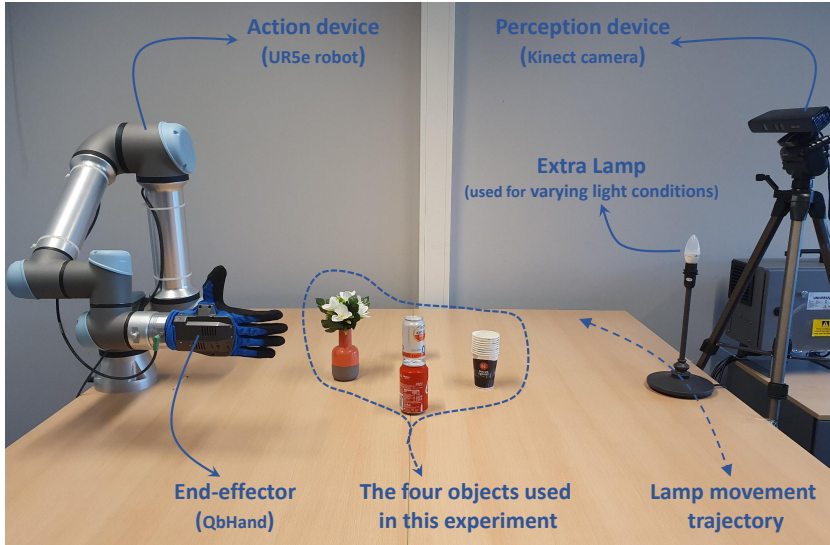 Action device
(UR5e robot)
Perception device
(Kinect camera)
Extra Lamp
(used for varying light conditions)
End-effector
(QbHand)
The four objects used
in this experiment
Lamp movement
trajectory